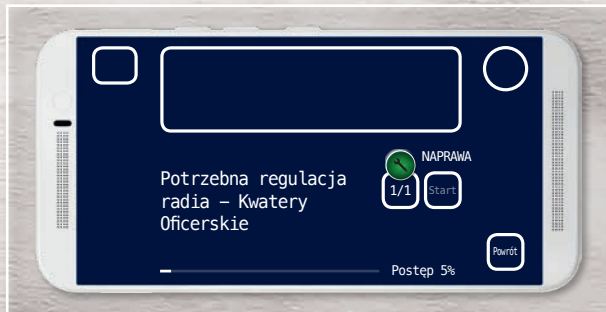 NAPRAWA
Potrzebna regulacja
radia – Kwatery
Oficerskie
1/1
Start
Powrót
Postęp 5%